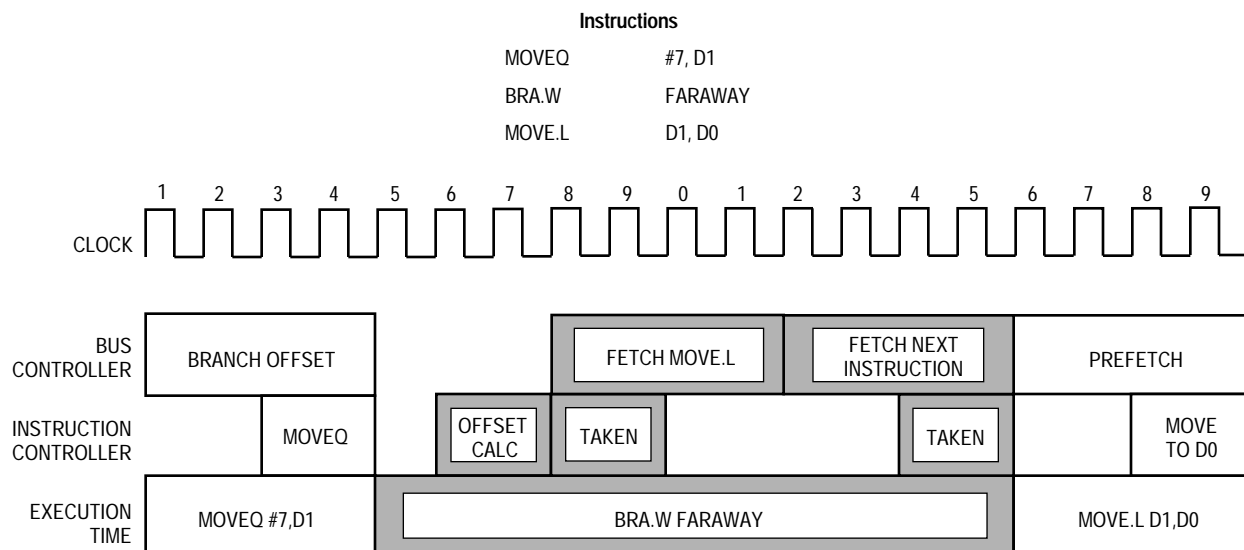 Instructions
MOVEQ #7, D1
BRA.W FARAWAY
MOVE.L D1, D0
1 2 3 4 5 6 7 8 9 0 1 2 3 4 5 6 7 8 9
CLOCK
BUS
CONTROLLER
BRANCH OFFSET
FETCH MOVE.L
FETCH NEXT
INSTRUCTION
PREFETCH
INSTRUCTION
CONTROLLER
MOVEQ
OFFSET
CALC
TAKEN
TAKEN
MOVE
TO D0
EXECUTION
TIME
MOVEQ #7,D1
BRA.W FARAWAY
MOVE.L D1,D0